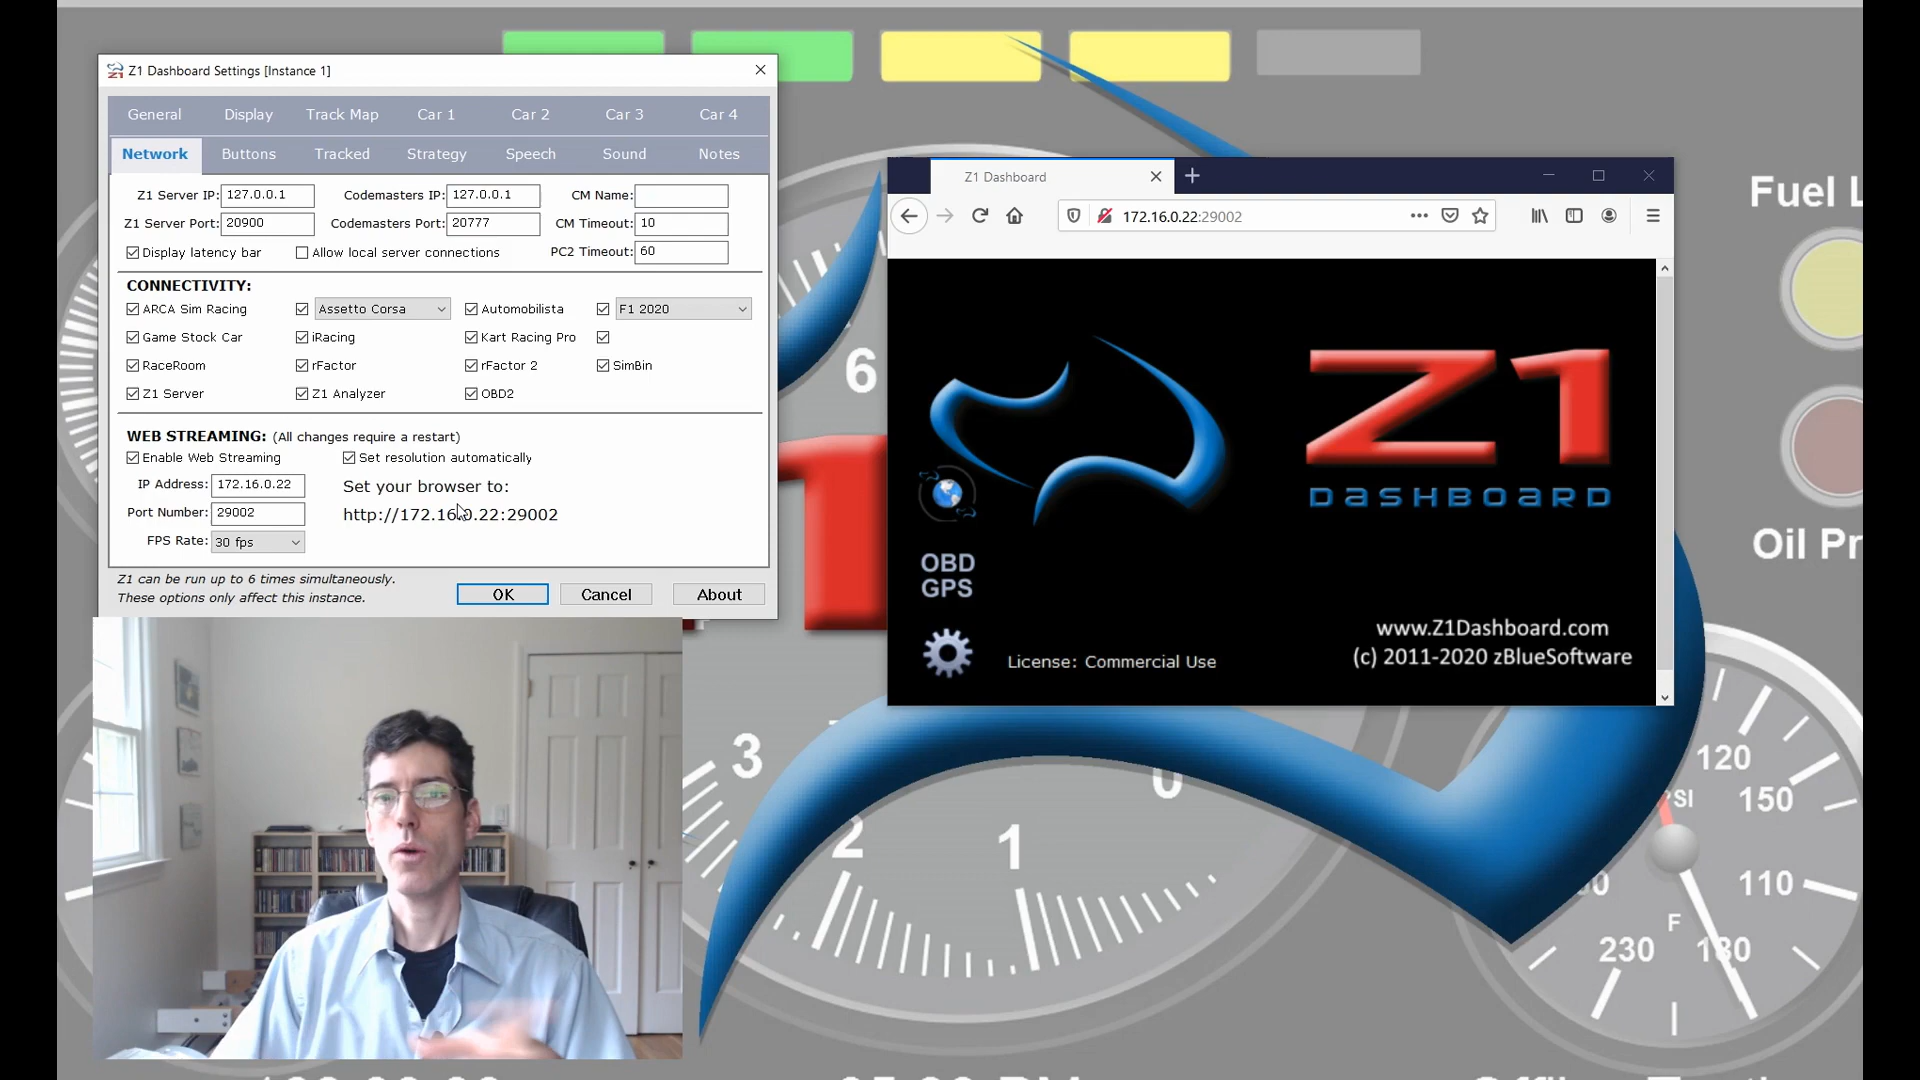 Z1 Dashboard Settings [Instance 1]
General Display Track Map Car 1 Car 2 Car 3 Car 4
Network Buttons Tracked Strategy Speech Sound Notes
Z1 Server IP: 127.0.0.1 Codemasters IP: 127.0.0.1 CM Name:
Z1 Server Port: 20900 Codemasters Port: 20777 CM Timeout: 10
Display latency bar Allow local server connections PC2 Timeout: 60
CONNECTIVITY:
ARCA Sim Racing Assetto Corsa Automobilista F1 2020
Game Stock Car iRacing Kart Racing Pro
RaceRoom rFactor rFactor 2 SimBin
Z1 Server Z1 Analyzer OBD2
WEB STREAMING: (All changes require a restart)
Enable Web Streaming Set resolution automatically
IP Address: 172.16.0.22 Set your browser to:
Port Number: 29002 http://172.16.0.22:29002
FPS Rate: 30 fps
Z1 can be run up to 6 times simultaneously.
These options only affect this instance.
OK Cancel About
Z1 Dashboard
172.16.0.22:29002
Z1
DASHBOARD
OBD
GPS
www.Z1Dashboard.com
(c) 2011-2020 zBlueSoftware
License: Commercial Use
Fuel L
Oil Pr
6
1
3
2
1
0
120
PSI
150
110
F
230
180